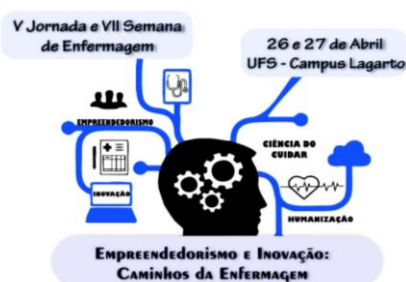 V Jornada e VII Semana
de Enfermagem
26 e 27 de Abril
UFS - Campus Lagarto
EMPREENDEDORISMO
CIÊNCIA DO
CUIDAR
INOVAÇÃO
HUMANIZAÇÃO
EMPREENDEDORISMO E INOVAÇÃO:
CAMINHOS DA ENFERMAGEM